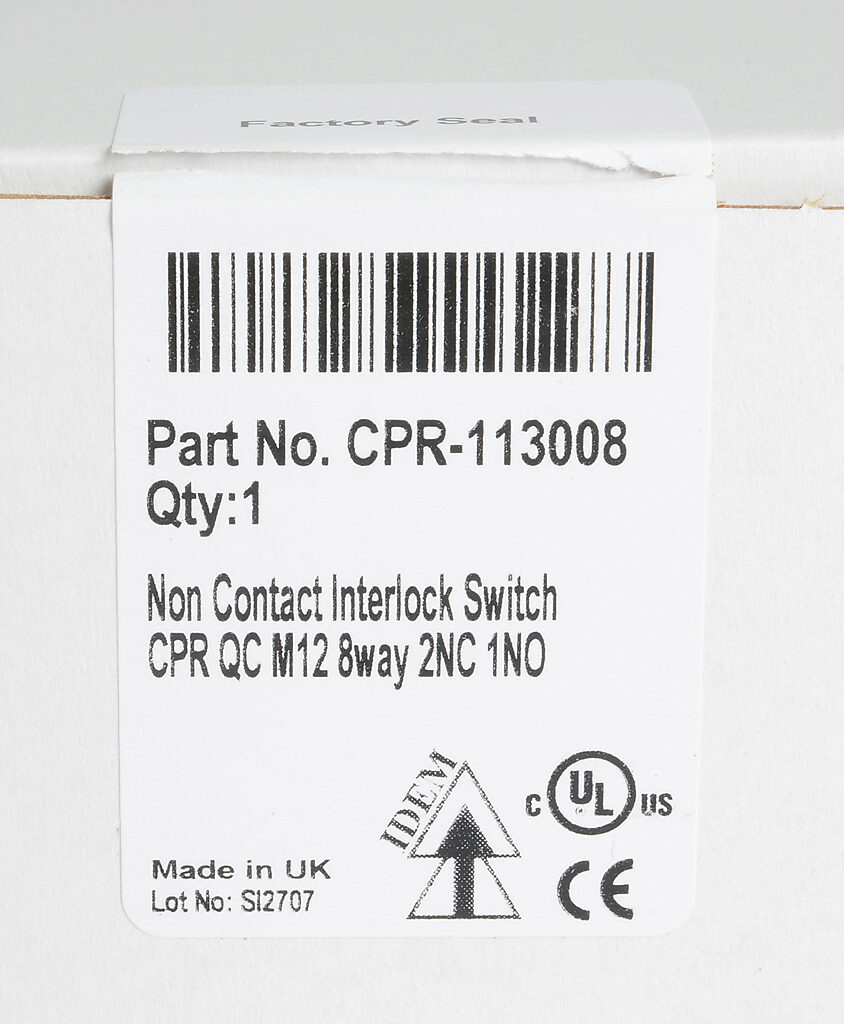 Factory Seal
Part No. CPR-113008
Qty:1
Non Contact Interlock Switch
CPR QC M12 8way 2NC 1NO
IDEM
C UL US
CE
Made in UK
Lot No: SI2707